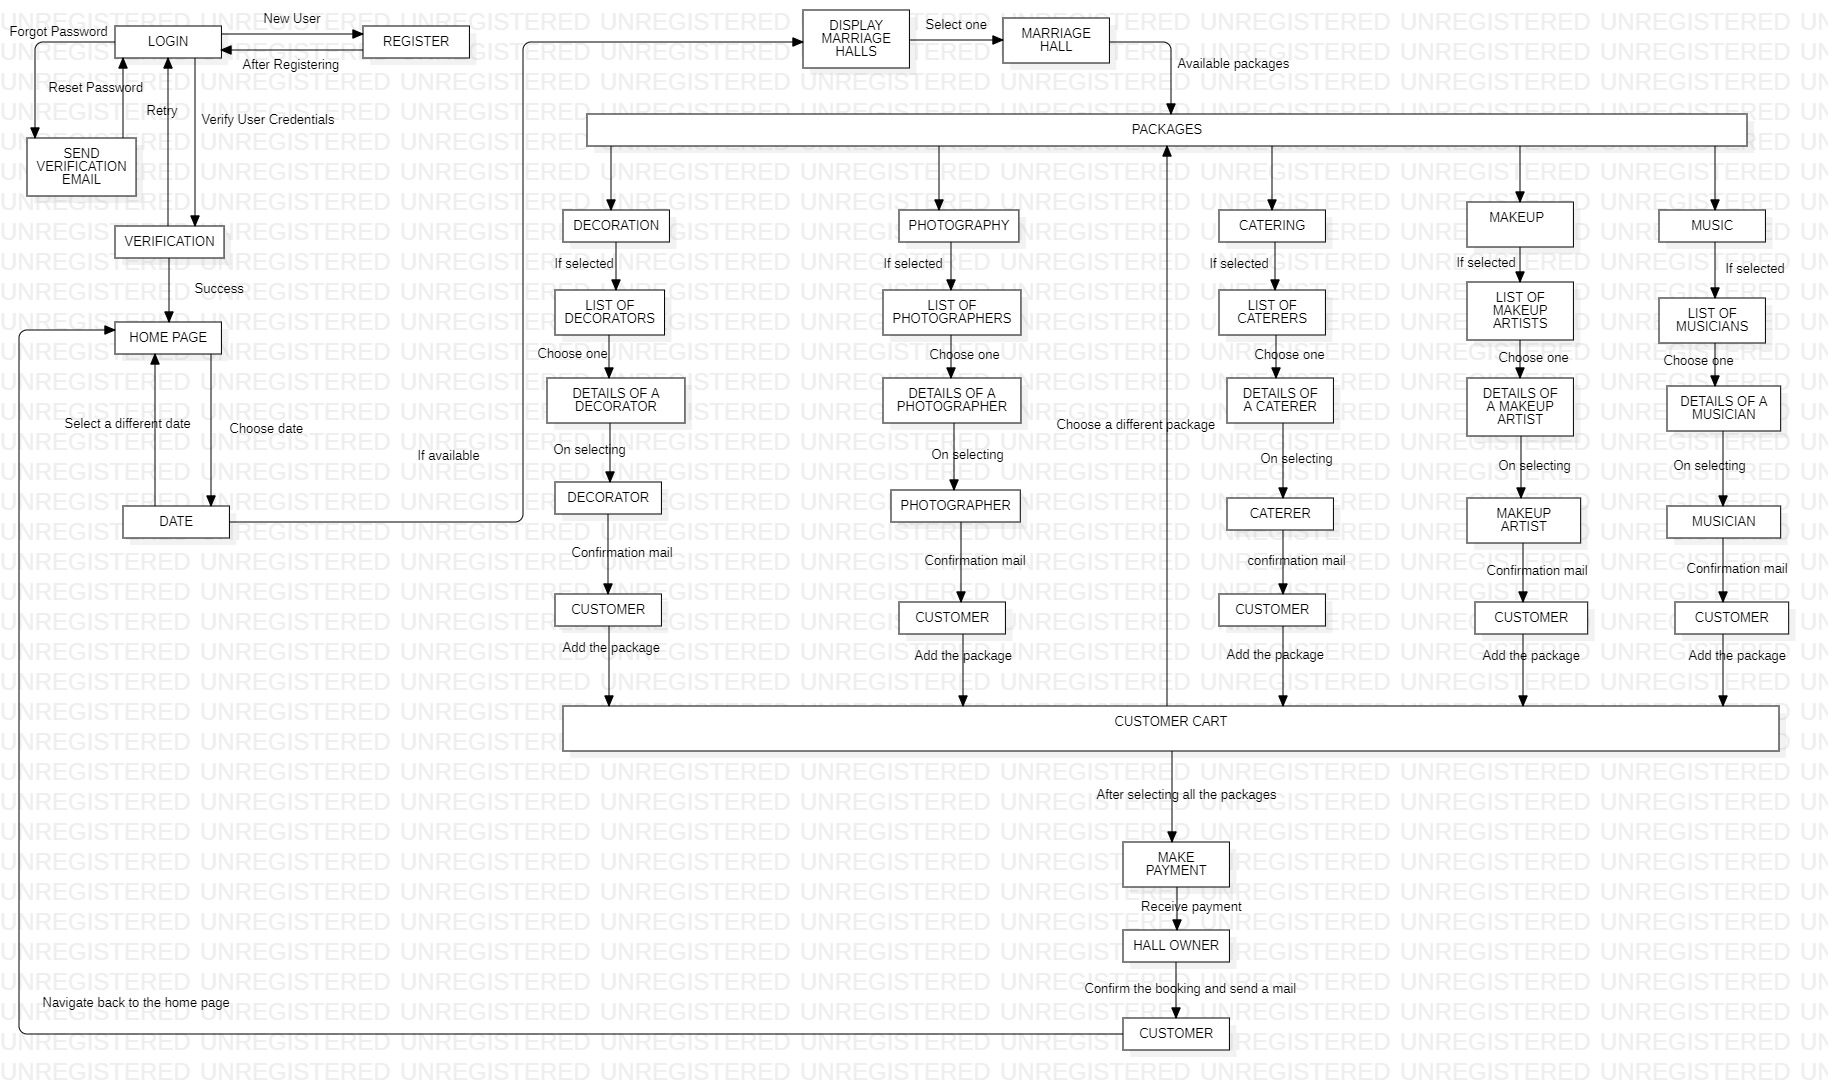 New User
Forgot Password
LOGIN
REGISTER
After Registering
Reset Password
Retry
Verify User Credentials
SEND
VERIFICATION
EMAIL
VERIFICATION
Success
HOME PAGE
Select a different date
Choose date
If available
DATE
DISPLAY
MARRIAGE
HALLS
Select one
MARRIAGE
HALL
Available packages
PACKAGES
DECORATION
If selected
LIST OF
DECORATORS
Choose one
DETAILS OF A
DECORATOR
On selecting
DECORATOR
Confirmation mail
CUSTOMER
Add the package
PHOTOGRAPHY
If selected
LIST OF
PHOTOGRAPHERS
Choose one
DETAILS OF A
PHOTOGRAPHER
On selecting
PHOTOGRAPHER
Confirmation mail
CUSTOMER
Add the package
Choose a different package
CATERING
If selected
LIST OF
CATERERS
Choose one
DETAILS OF
A CATERER
On selecting
CATERER
confirmation mail
CUSTOMER
Add the package
MAKEUP
If selected
LIST OF
MAKEUP
ARTISTS
Choose one
DETAILS OF
A MAKEUP
ARTIST
On selecting
MAKEUP
ARTIST
Confirmation mail
CUSTOMER
Add the package
MUSIC
If selected
LIST OF
MUSICIANS
Choose one
DETAILS OF A
MUSICIAN
On selecting
MUSICIAN
Confirmation mail
CUSTOMER
Add the package
CUSTOMER CART
After selecting all the packages
MAKE
PAYMENT
Receive payment
HALL OWNER
Confirm the booking and send a mail
CUSTOMER
Navigate back to the home page
UNREGISTERED